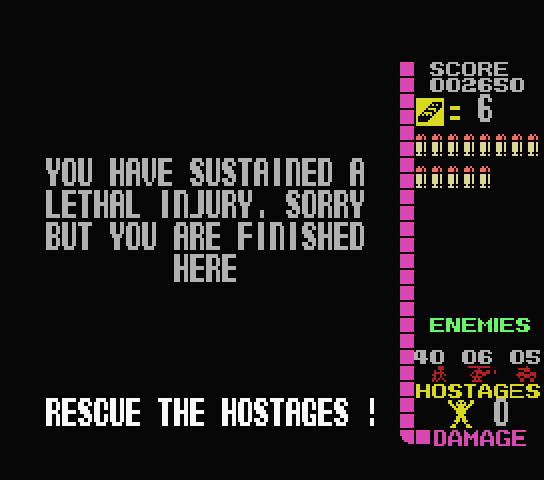 SCORE
002650
= 6
YOU HAVE SUSTAINED A
LETHAL INJURY. SORRY
BUT YOU ARE FINISHED
HERE
ENEMIES
40 06 05
HOSTAGES
0
RESCUE THE HOSTAGES !
DAMAGE